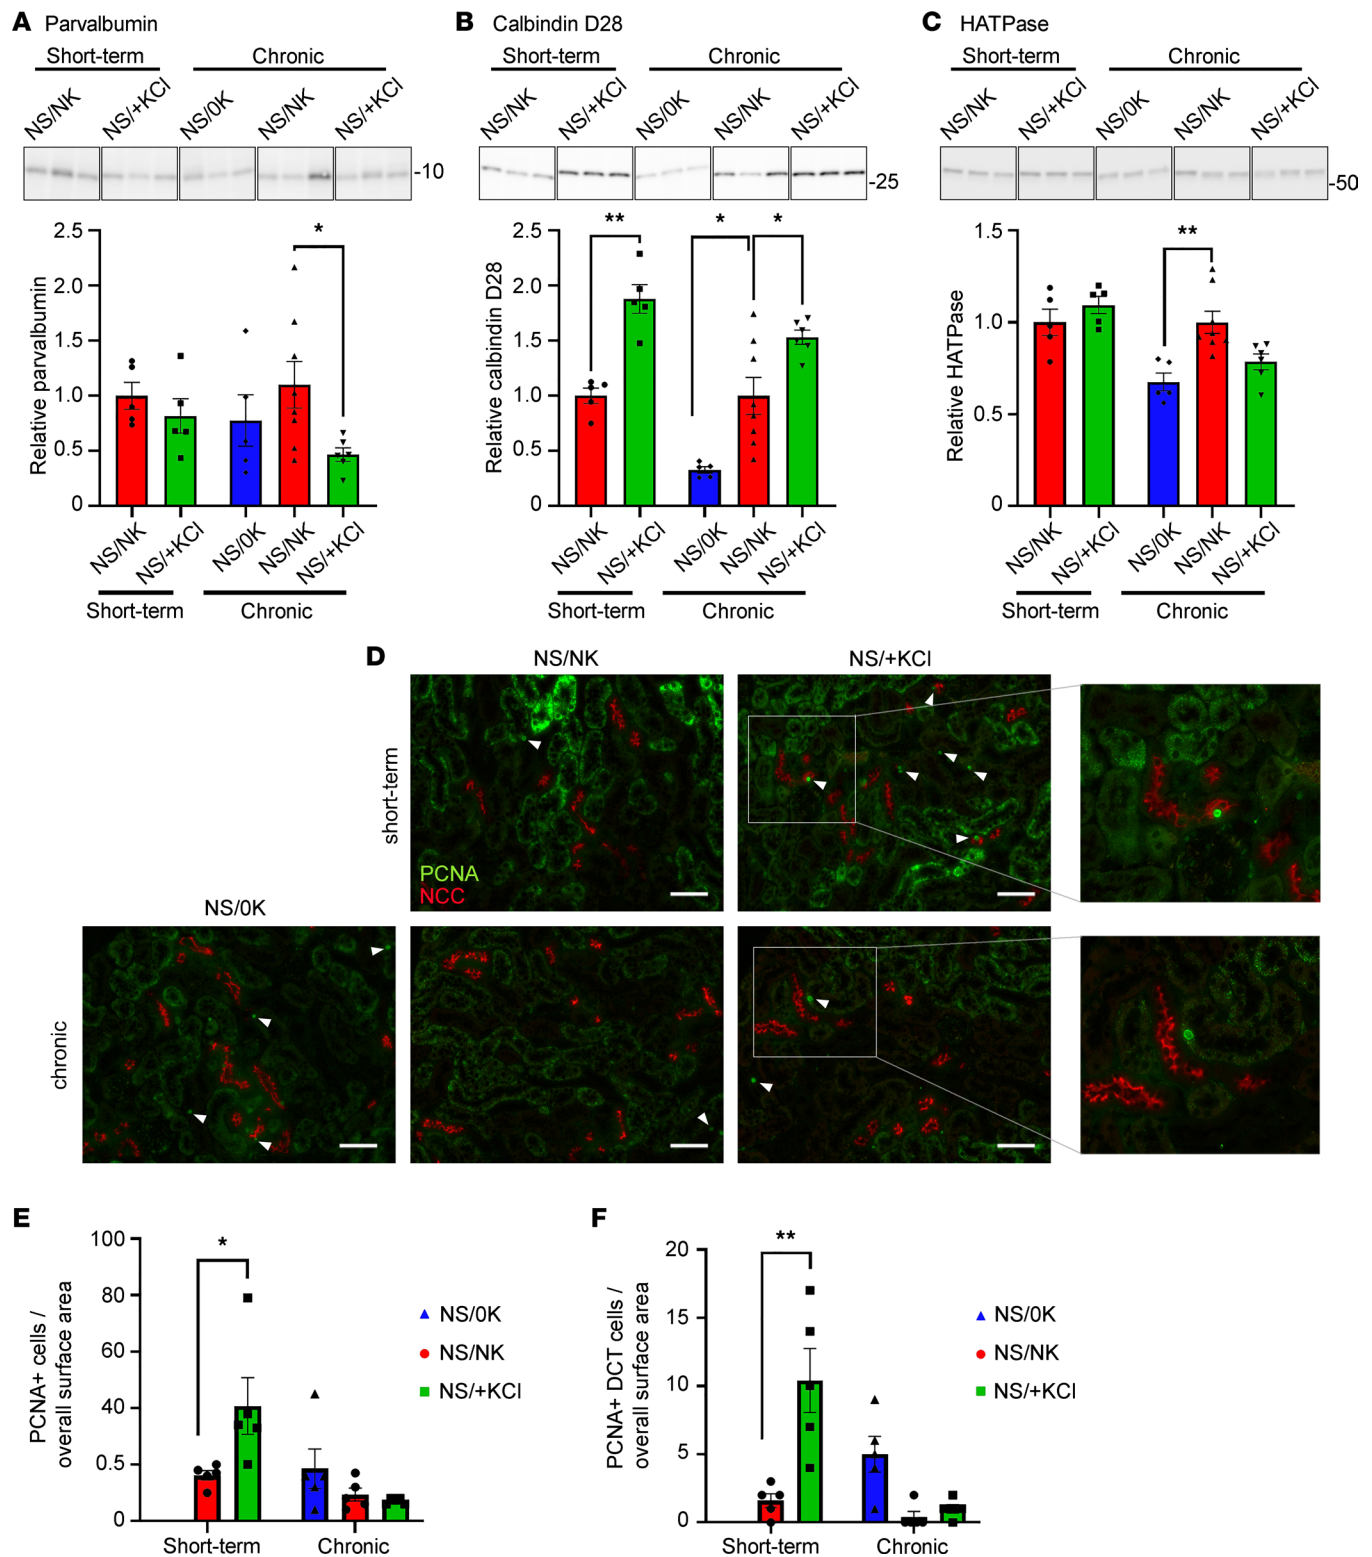 A Parvalbumin
Short-term Chronic
NS/NK NS/+KCl NS/0K NS/NK NS/+KCl
-10
*
2.5
2.0
1.5
1.0
0.5
0
Relative parvalbumin
NS/NK NS/+KCl NS/0K NS/NK NS/+KCl
Short-term Chronic
B Calbindin D28
Short-term Chronic
NS/NK NS/+KCl NS/0K NS/NK NS/+KCl
-25
** * *
2.5
2.0
1.5
1.0
0.5
0
Relative calbindin D28
NS/NK NS/+KCl NS/0K NS/NK NS/+KCl
Short-term Chronic
C HATPase
Short-term Chronic
NS/NK NS/+KCl NS/0K NS/NK NS/+KCl
-50
**
1.5
1.0
0.5
0
Relative HATPase
NS/NK NS/+KCl NS/0K NS/NK NS/+KCl
Short-term Chronic
D
NS/NK NS/+KCl
short-term
PCNA
NCC
NS/0K
chronic
E
*
100
80
60
40
0.5
0
PCNA+ cells /
overall surface area
Short-term Chronic
NS/0K
NS/NK
NS/+KCl
F
**
20
15
10
5
0
PCNA+ DCT cells /
overall surface area
Short-term Chronic
NS/0K
NS/NK
NS/+KCl